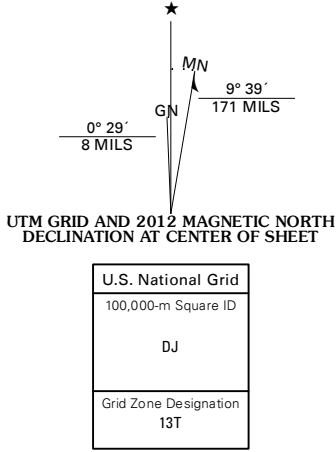 ★
MN
GN
9° 39´
171 MILS
0° 29´
8 MILS
UTM GRID AND 2012 MAGNETIC NORTH
DECLINATION AT CENTER OF SHEET
U.S. National Grid
100,000-m Square ID
DJ
Grid Zone Designation
13T